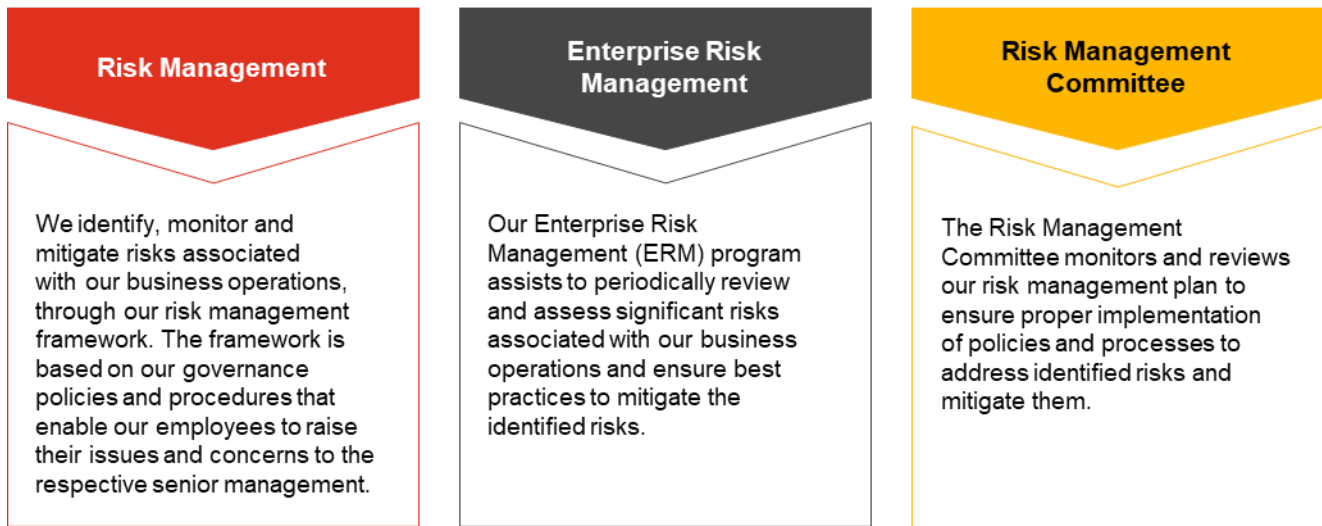 Risk Management
We identify, monitor and
mitigate risks associated
with our business operations,
through our risk management
framework. The framework is
based on our governance
policies and procedures that
enable our employees to raise
their issues and concerns to the
respective senior management.
Enterprise Risk
Management
Our Enterprise Risk
Management (ERM) program
assists to periodically review
and assess significant risks
associated with our business
operations and ensure best
practices to mitigate the
identified risks.
Risk Management
Committee
The Risk Management
Committee monitors and reviews
our risk management plan to
ensure proper implementation
of policies and processes to
address identified risks and
mitigate them.